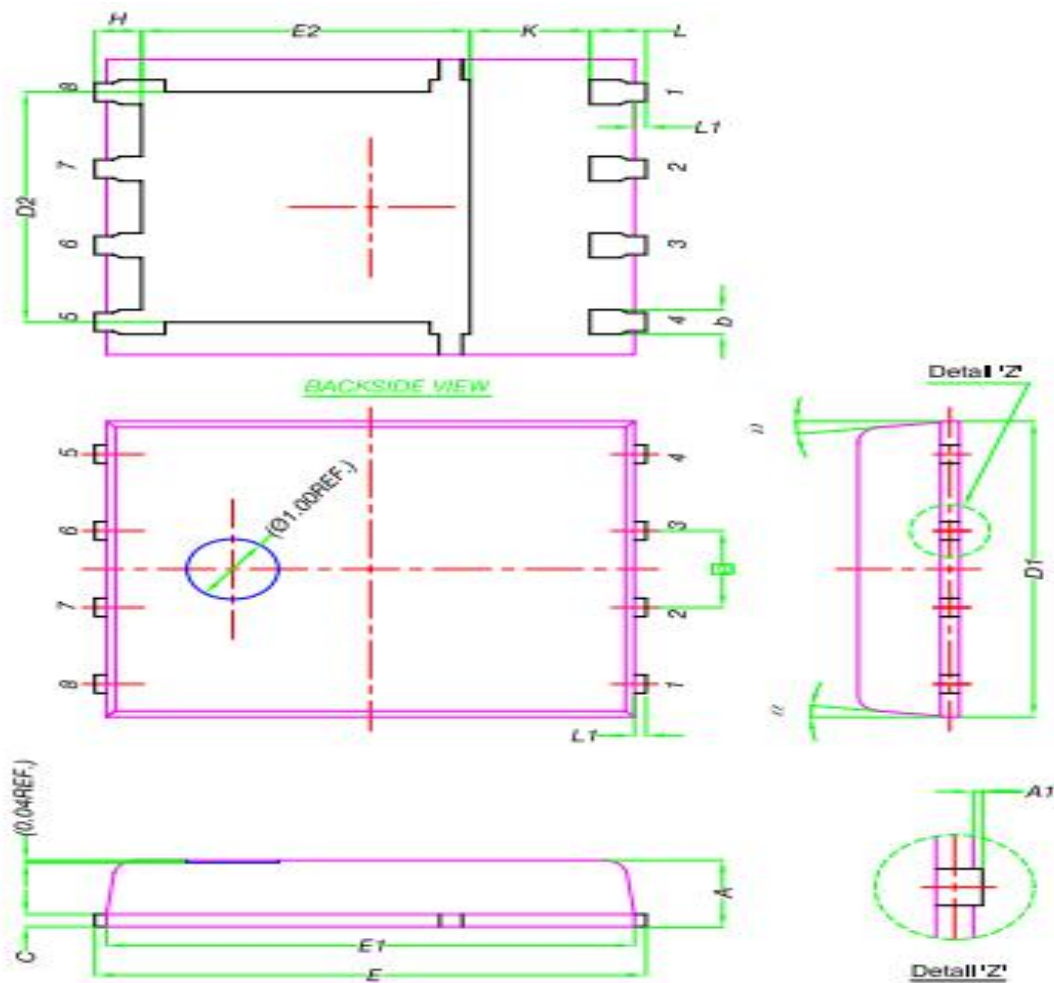 H E2 K L
8 1
L1
7 2
D2
6 3
5 4
b
BACKSIDE VIEW
Detail 'Z'
5 4
(Ø1.00REF.)
6 3
D1
7 2
8 1
L1
(0.04REF.)
A1
A
C
E1
E
Detail 'Z'